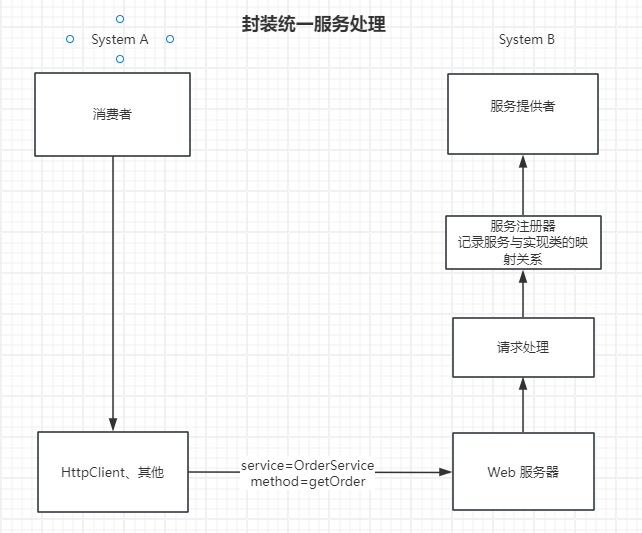 封装统一服务处理
System A
System B
消费者
服务提供者
服务注册器
记录服务与实现类的映
射关系
请求处理
HttpClient、其他
service=OrderService
method=getOrder
Web 服务器